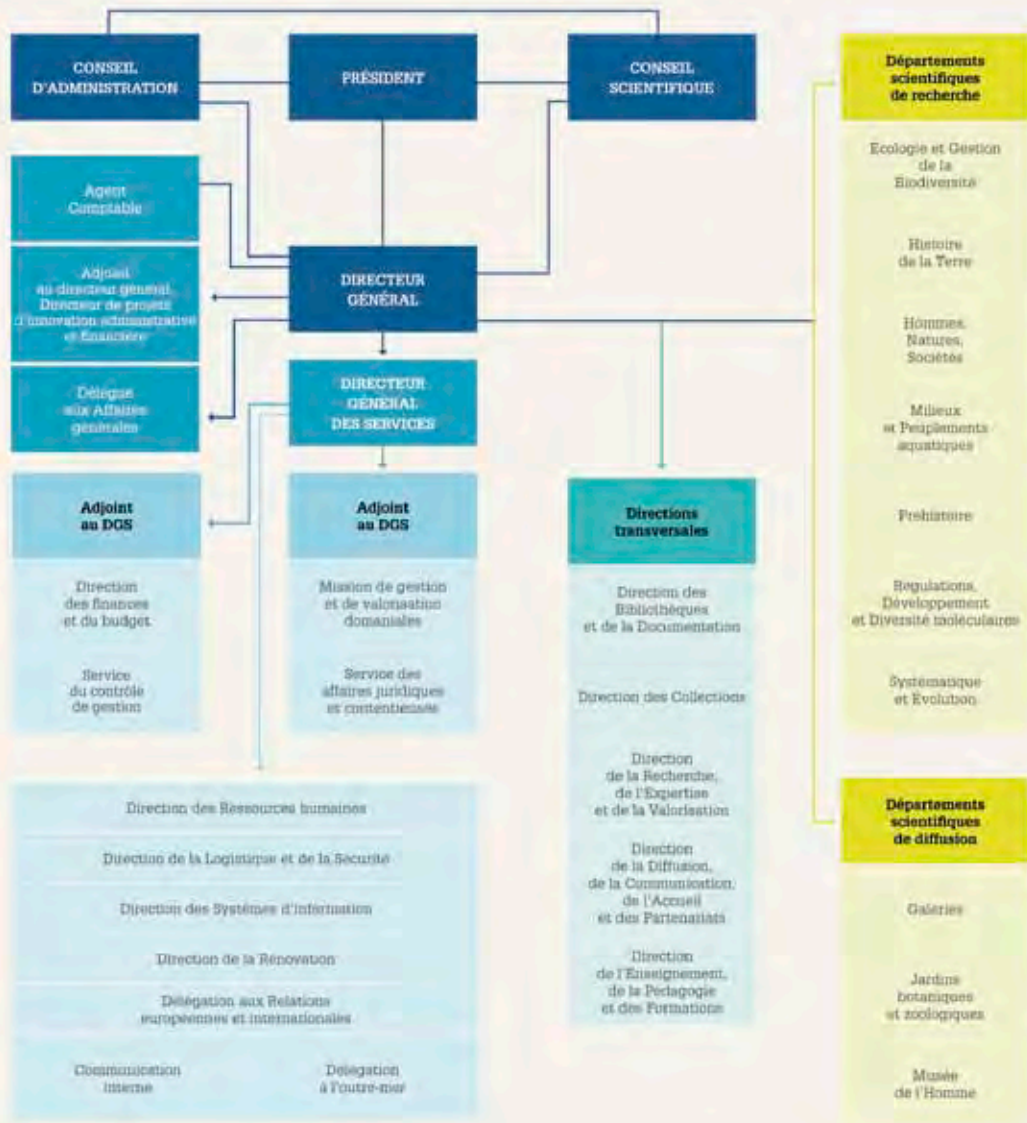 CONSEIL
D'ADMINISTRATION
PRÉSIDENT
CONSEIL
SCIENTIFIQUE
Agent
Comptable
Adjoint
au directeur général,
Directeur de projets
d'innovation administrative
et financière
Délégué
aux Affaires
générales
DIRECTEUR
GÉNÉRAL
DIRECTEUR
GÉNÉRAL
DES SERVICES
Adjoint
au DGS
Direction
des finances
et du budget
Service
du contrôle
de gestion
Adjoint
au DGS
Mission de gestion
et de valorisation
domaniales
Service des
affaires juridiques
et contentieuses
Direction des Ressources humaines
Direction de la Logistique et de la Sécurité
Direction des Systèmes d'information
Direction de la Rénovation
Délégation aux Relations
européennes et internationales
Communication
interne
Délégation
à l'outre-mer
Directions
transversales
Direction des
Bibliothèques
et de la Documentation
Direction des Collections
Direction
de la Recherche,
de l'Expertise
et de la Valorisation
Direction
de la Diffusion,
de la Communication,
de l'Accueil
et des Partenariats
Direction
de l'Enseignement,
de la Pédagogie
et des Formations
Départements
scientifiques
de recherche
Ecologie et Gestion
de la
Biodiversité
Histoire
de la Terre
Hommes,
Natures,
Sociétés
Milieux
et Peuplements
aquatiques
Préhistoire
Régulations,
Développement
et Diversité moléculaires
Systématique
et Evolution
Départements
scientifiques
de diffusion
Galeries
Jardins
botaniques
et zoologiques
Musée
de l'Homme